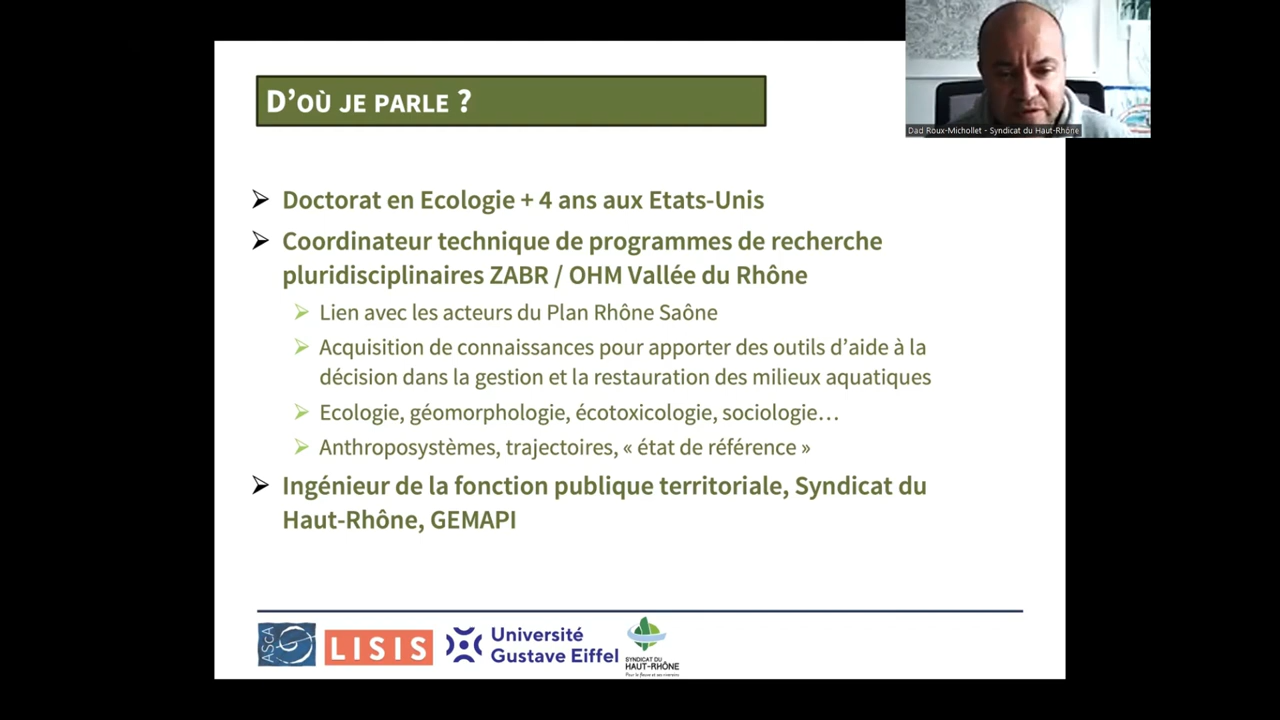 D'OÙ JE PARLE ?
Dad Roux-Michollet - Syndicat du Haut-Rhône
Doctorat en Ecologie + 4 ans aux Etats-Unis
Coordinateur technique de programmes de recherche
pluridisciplinaires ZABR / OHM Vallée du Rhône
Lien avec les acteurs du Plan Rhône Saône
Acquisition de connaissances pour apporter des outils d'aide à la
décision dans la gestion et la restauration des milieux aquatiques
Ecologie, géomorphologie, écotoxicologie, sociologie…
Anthroposystèmes, trajectoires, « état de référence »
Ingénieur de la fonction publique territoriale, Syndicat du
Haut-Rhône, GEMAPI
AScA
LISIS
Université
Gustave Eiffel
SYNDICAT DU
HAUT-RHÔNE
Pour le fleuve et ses riverains